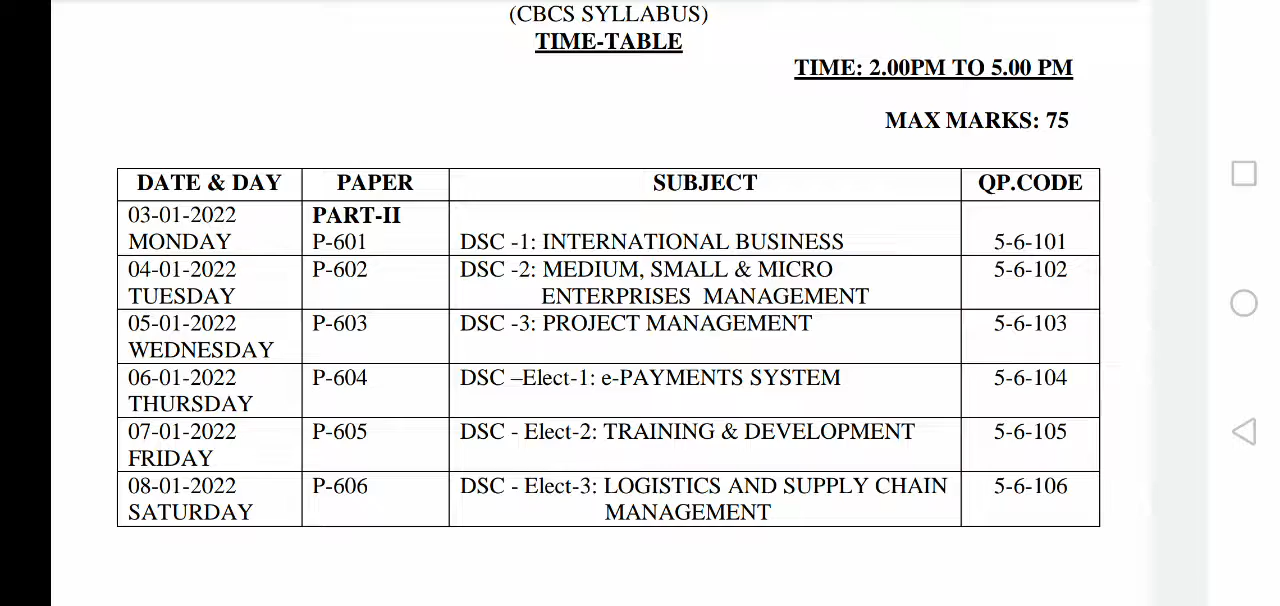 (CBCS SYLLABUS)
TIME-TABLE
TIME: 2.00PM TO 5.00 PM
MAX MARKS: 75
DATE & DAY PAPER SUBJECT QP.CODE
03-01-2022 PART-II
MONDAY P-601 DSC -1: INTERNATIONAL BUSINESS 5-6-101
04-01-2022 P-602 DSC -2: MEDIUM, SMALL & MICRO 5-6-102
TUESDAY ENTERPRISES MANAGEMENT
05-01-2022 P-603 DSC -3: PROJECT MANAGEMENT 5-6-103
WEDNESDAY
06-01-2022 P-604 DSC –Elect-1: e-PAYMENTS SYSTEM 5-6-104
THURSDAY
07-01-2022 P-605 DSC - Elect-2: TRAINING & DEVELOPMENT 5-6-105
FRIDAY
08-01-2022 P-606 DSC - Elect-3: LOGISTICS AND SUPPLY CHAIN 5-6-106
SATURDAY MANAGEMENT